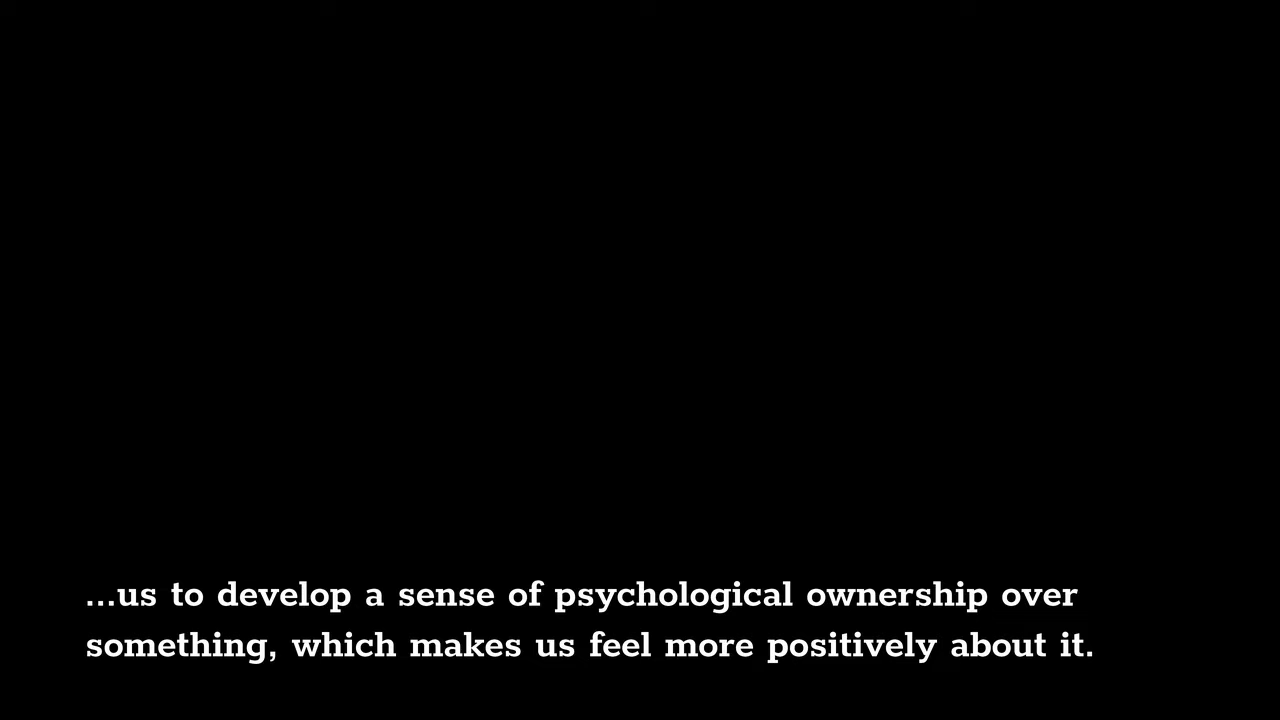 ...us to develop a sense of psychological ownership over
something, which makes us feel more positively about it.